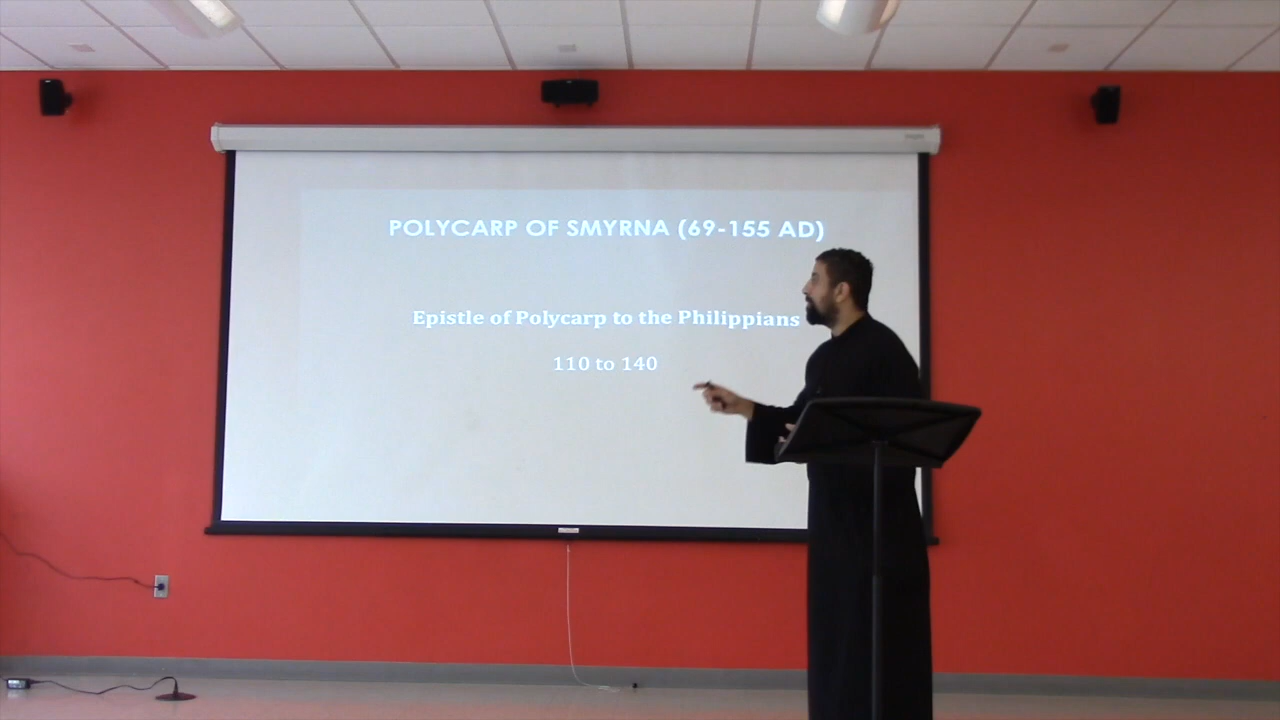 POLYCARP OF SMYRNA (69-155 AD)
Epistle of Polycarp to the Philippians
110 to 140